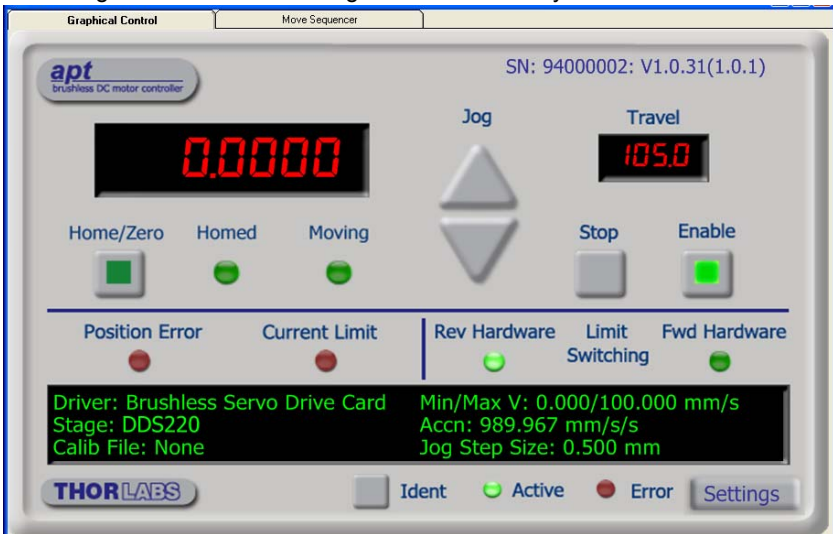 Graphical Control Move Sequencer
apt
brushless DC motor controller
SN: 94000002: V1.0.31(1.0.1)
Jog Travel
0.0000 105.0
Home/Zero Homed Moving Stop Enable
Position Error Current Limit Rev Hardware Limit Switching Fwd Hardware
Driver: Brushless Servo Drive Card Min/Max V: 0.000/100.000 mm/s
Stage: DDS220 Accn: 989.967 mm/s/s
Calib File: None Jog Step Size: 0.500 mm
THORLABS Ident Active Error Settings